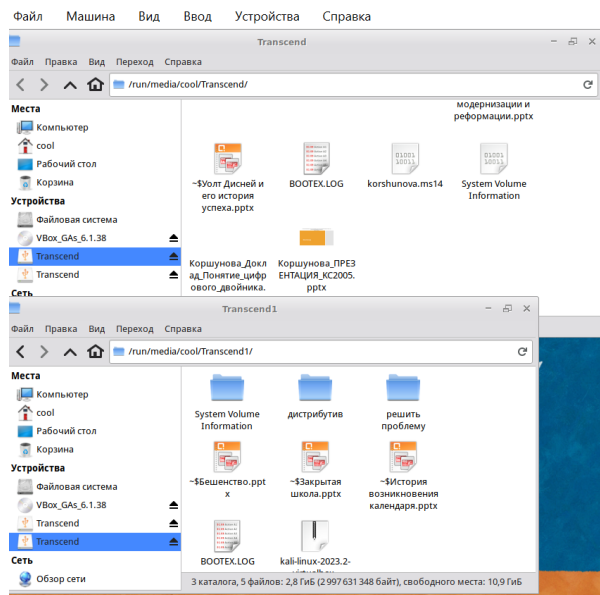 Файл Машина Вид Ввод Устройства Справка
Transcend
Файл Правка Вид Переход Справка
/run/media/cool/Transcend/
Места
Компьютер
cool
Рабочий стол
Корзина
Устройства
Файловая система
VBox_GAs_6.1.38
Transcend
Transcend
Сеть
модернизации и
реформации.pptx
~$Уолт Дисней и
его история
успеха.pptx
BOOTEX.LOG
korshunova.ms14
System Volume
Information
Коршунова_Докл
ад_Понятие_цифр
ового_двойника.
Коршунова_ПРЕЗ
ЕНТАЦИЯ_КС2005.
pptx
Transcend1
Файл Правка Вид Переход Справка
/run/media/cool/Transcend1/
Места
Компьютер
cool
Рабочий стол
Корзина
Устройства
Файловая система
VBox_GAs_6.1.38
Transcend
Transcend
Сеть
Обзор сети
System Volume
Information
дистрибутив
решить
проблему
~$Бешенство.ppt
x
~$Закрытая
школа.pptx
~$История
возникновения
календаря.pptx
BOOTEX.LOG
kali-linux-2023.2-
3 каталога, 5 файлов: 2,8 ГиБ (2 997 631 348 байт), свободного места: 10,9 ГиБ